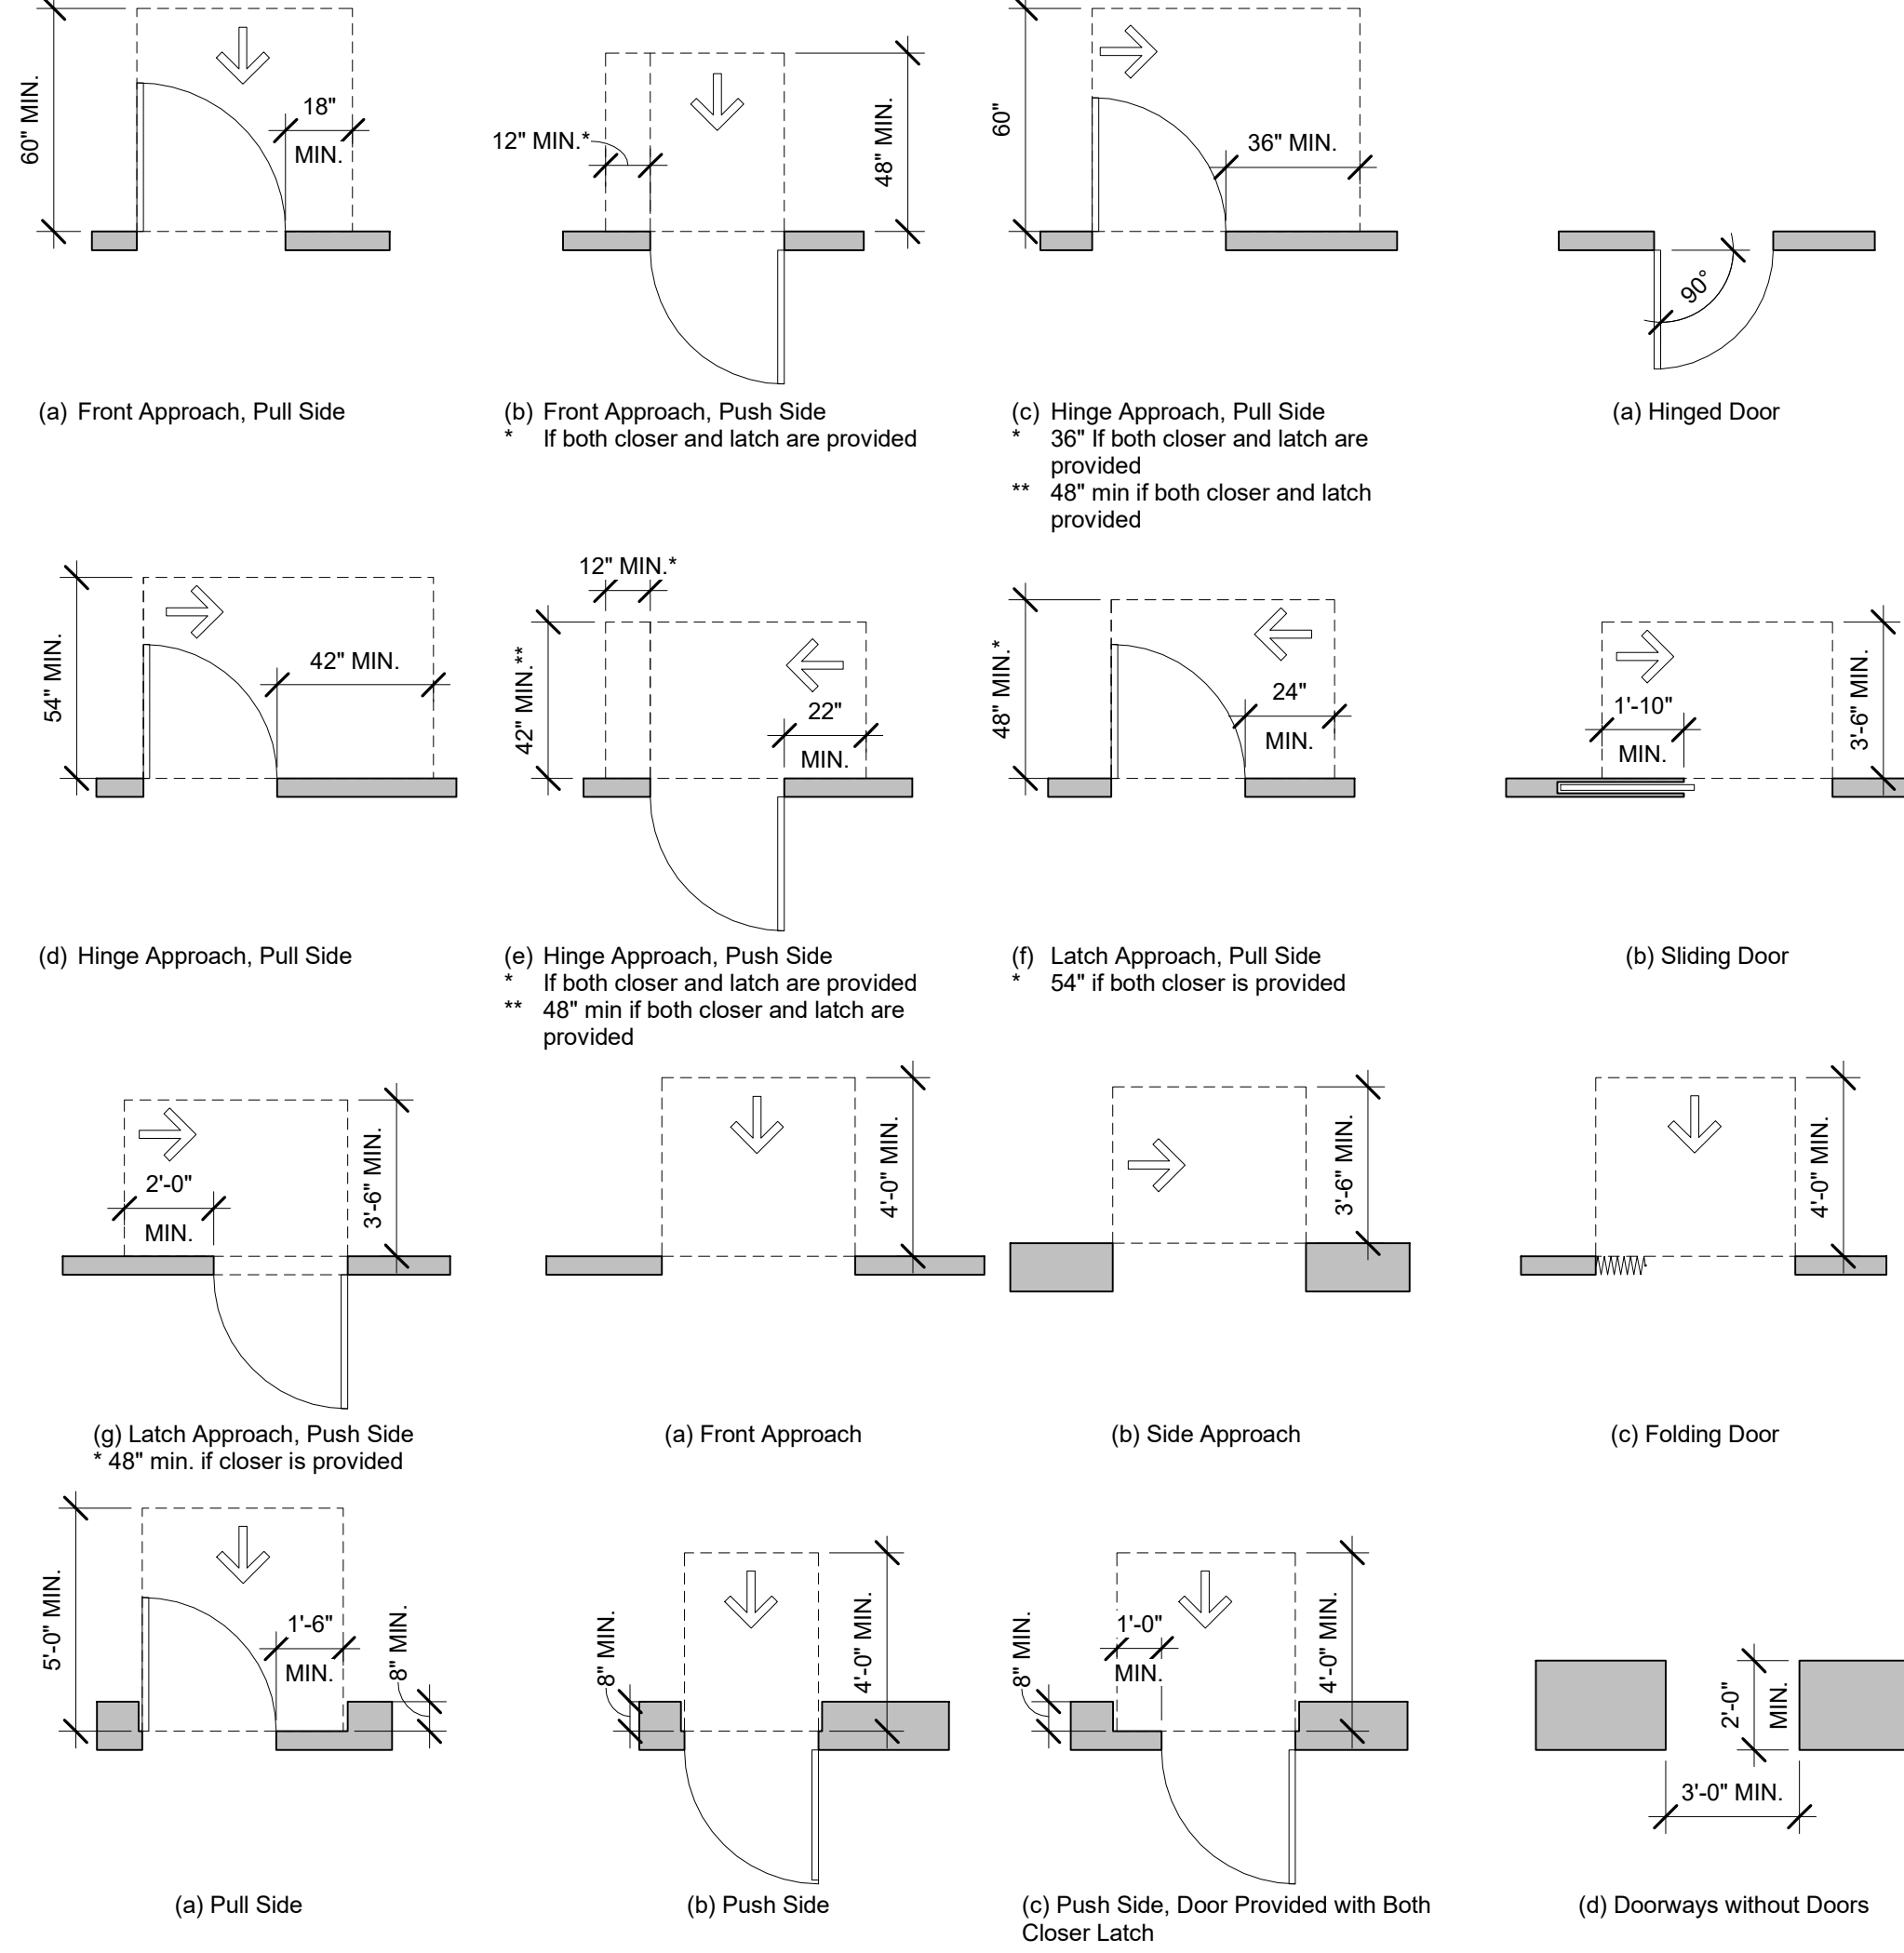 60" MIN.
18"
MIN.
(a) Front Approach, Pull Side
12" MIN.*
48" MIN.
(b) Front Approach, Push Side
* If both closer and latch are provided
60"
36" MIN.
(c) Hinge Approach, Pull Side
* 36" If both closer and latch are
provided
** 48" min if both closer and latch
provided
90°
(a) Hinged Door
54" MIN.
42" MIN.
(d) Hinge Approach, Pull Side
12" MIN.*
42" MIN.**
22"
MIN.
(e) Hinge Approach, Push Side
* If both closer and latch are provided
** 48" min if both closer and latch are
provided
48" MIN.*
24"
MIN.
(f) Latch Approach, Pull Side
* 54" if both closer is provided
1'-10"
MIN.
3'-6" MIN.
(b) Sliding Door
2'-0"
MIN.
3'-6" MIN.
(g) Latch Approach, Push Side
* 48" min. if closer is provided
4'-0" MIN.
(a) Front Approach
3'-6" MIN.
(b) Side Approach
4'-0" MIN.
(c) Folding Door
5'-0" MIN.
1'-6"
MIN.
8" MIN.
(a) Pull Side
8" MIN.
4'-0" MIN.
(b) Push Side
8" MIN.
1'-0"
MIN.
4'-0" MIN.
(c) Push Side, Door Provided with Both
Closer Latch
2'-0"
MIN.
3'-0" MIN.
(d) Doorways without Doors